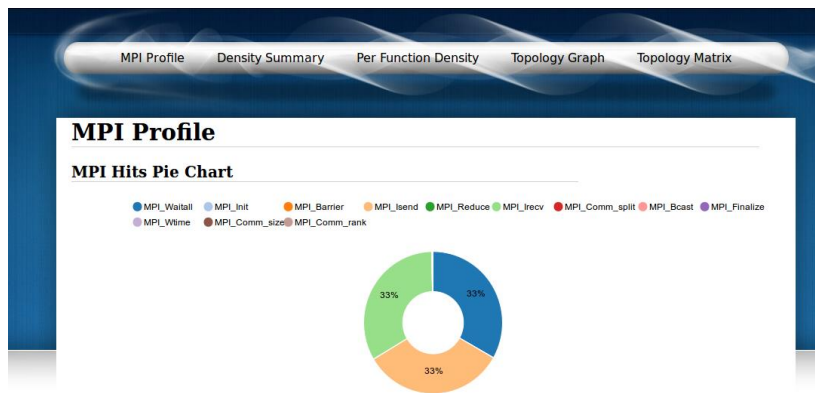 MPI Profile Density Summary Per Function Density Topology Graph Topology Matrix
MPI Profile
MPI Hits Pie Chart
MPI_Waitall MPI_Init MPI_Barrier MPI_Isend MPI_Reduce MPI_Irecv MPI_Comm_split MPI_Bcast MPI_Finalize
MPI_Wtime MPI_Comm_size MPI_Comm_rank
33% 33%
33%